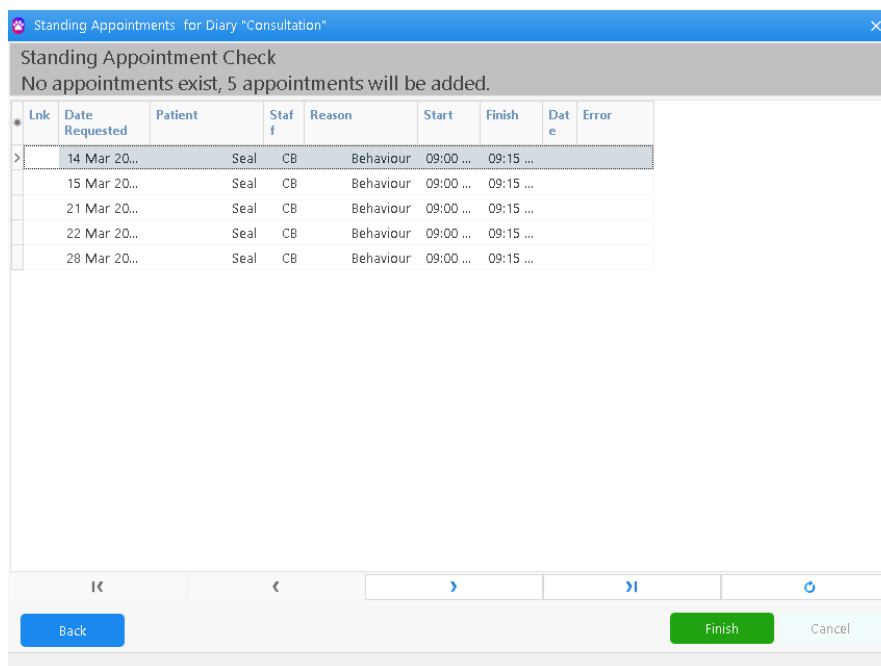 Standing Appointments for Diary "Consultation"
Standing Appointment Check
No appointments exist, 5 appointments will be added.
Lnk Date Requested Patient Staff Reason Start Finish Date Error
14 Mar 20... Seal CB Behaviour 09:00 ... 09:15 ...
15 Mar 20... Seal CB Behaviour 09:00 ... 09:15 ...
21 Mar 20... Seal CB Behaviour 09:00 ... 09:15 ...
22 Mar 20... Seal CB Behaviour 09:00 ... 09:15 ...
28 Mar 20... Seal CB Behaviour 09:00 ... 09:15 ...
Back Finish Cancel